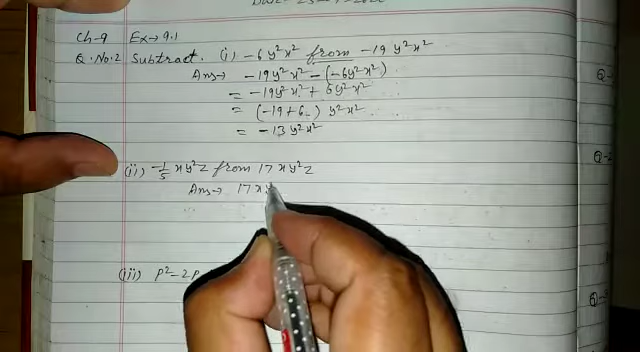 Ch-9 Ex→9.1
Q.No.2 Subtract. (i) -6y²x² from -19y²x²
Ans→ -19y²x² - (-6y²x²)
= -19y²x² + 6y²x²
= (-19+6) y²x²
= -13y²x²
(ii) -1/5 xy²z from 17xy²z
Ans→ 17xy
(iii) p²-2p